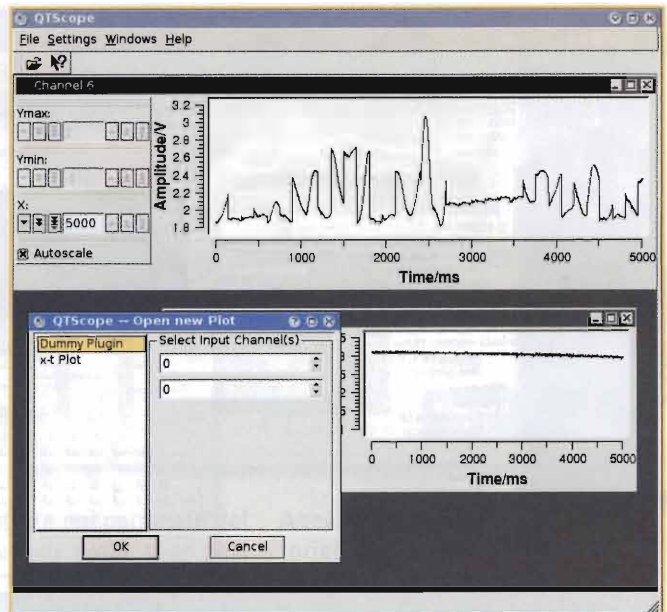 QTScope
File Settings Windows Help
Channel 6
Ymax:
Ymin:
X:
5000
Autoscale
Amplitude/V
3.2
3
2.8
2.6
2.4
2.2
2
1.8
0 1000 2000 3000 4000 5000
Time/ms
QTScope -- Open new Plot
Dummy Plugin
x-t Plot
Select Input Channel(s)
0
0
OK
Cancel
0 1000 2000 3000 4000 5000
Time/ms